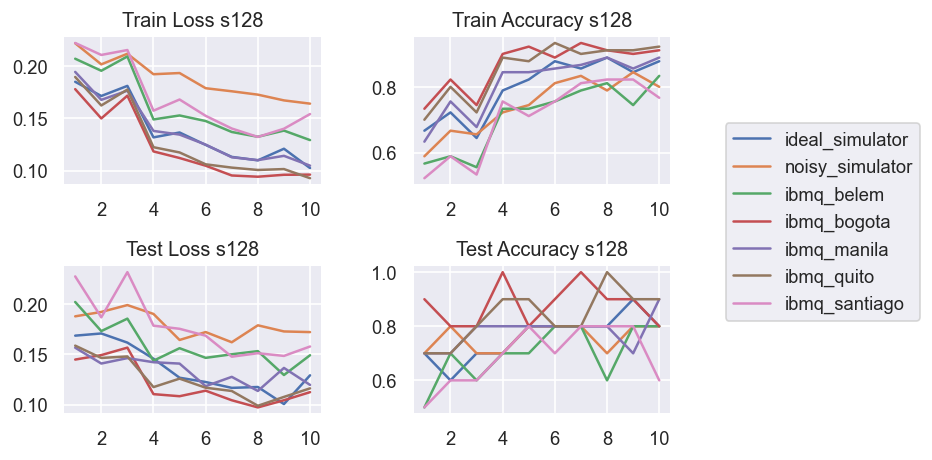 Train Loss s128
0.20
0.15
0.10
2 4 6 8 10
Train Accuracy s128
0.8
0.6
2 4 6 8 10
Test Loss s128
0.20
0.15
0.10
2 4 6 8 10
Test Accuracy s128
1.0
0.8
0.6
2 4 6 8 10
ideal_simulator
noisy_simulator
ibmq_belem
ibmq_bogota
ibmq_manila
ibmq_quito
ibmq_santiago